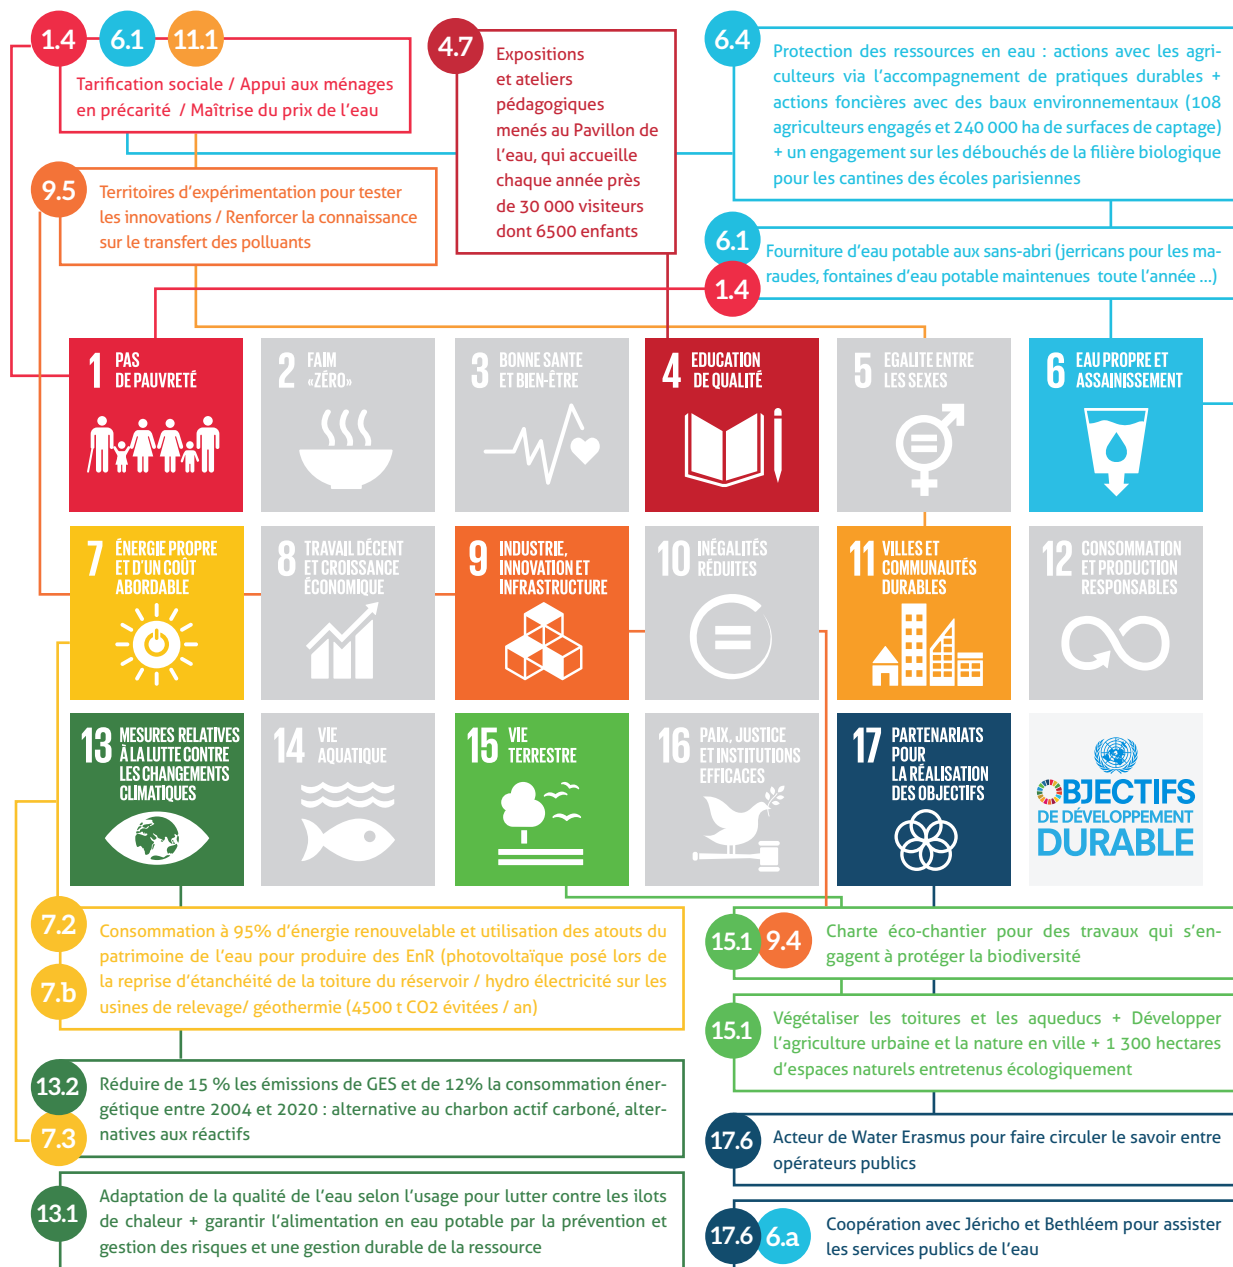 1.4 6.1 11.1
Tarification sociale / Appui aux ménages
en précarité / Maîtrise du prix de l'eau
4.7
Expositions
et ateliers
pédagogiques
menés au Pavillon de
l'eau, qui accueille
chaque année près
de 30 000 visiteurs
dont 6500 enfants
6.4
Protection des ressources en eau : actions avec les agri-
culteurs via l'accompagnement de pratiques durables +
actions foncières avec des baux environnementaux (108
agriculteurs engagés et 240 000 ha de surfaces de captage)
+ un engagement sur les débouchés de la filière biologique
pour les cantines des écoles parisiennes
9.5
Territoires d'expérimentation pour tester
les innovations / Renforcer la connaissance
sur le transfert des polluants
6.1
1.4
Fourniture d'eau potable aux sans-abri (jerricans pour les ma-
raudes, fontaines d'eau potable maintenues toute l'année ...)
1 PAS
DE PAUVRETÉ
2 FAIM
«ZÉRO»
3 BONNE SANTE
ET BIEN-ÊTRE
4 EDUCATION
DE QUALITÉ
5 EGALITE ENTRE
LES SEXES
6 EAU PROPRE ET
ASSAINISSEMENT
7 ÉNERGIE PROPRE
ET D'UN COÛT
ABORDABLE
8 TRAVAIL DÉCENT
ET CROISSANCE
ÉCONOMIQUE
9 INDUSTRIE,
INNOVATION ET
INFRASTRUCTURE
10 INÉGALITÉS
RÉDUITES
11 VILLES ET
COMMUNAUTÉS
DURABLES
12 CONSOMMATION
ET PRODUCTION
RESPONSABLES
13 MESURES RELATIVES
À LA LUTTE CONTRE
LES CHANGEMENTS
CLIMATIQUES
14 VIE
AQUATIQUE
15 VIE
TERRESTRE
16 PAIX, JUSTICE
ET INSTITUTIONS
EFFICACES
17 PARTENARIATS
POUR
LA RÉALISATION
DES OBJECTIFS
OBJECTIFS
DE DÉVELOPPEMENT
DURABLE
7.2
7.b
Consommation à 95% d'énergie renouvelable et utilisation des atouts du
patrimoine de l'eau pour produire des EnR (photovoltaïque posé lors de
la reprise d'étanchéité de la toiture du réservoir / hydro électricité sur les
usines de relevage/ géothermie (4500 t CO2 évitées / an)
15.1 9.4
Charte éco-chantier pour des travaux qui s'en-
gagent à protéger la biodiversité
15.1
Végétaliser les toitures et les aqueducs + Développer
l'agriculture urbaine et la nature en ville + 1 300 hectares
d'espaces naturels entretenus écologiquement
13.2
7.3
Réduire de 15 % les émissions de GES et de 12% la consommation éner-
gétique entre 2004 et 2020 : alternative au charbon actif carboné, alter-
natives aux réactifs
17.6
Acteur de Water Erasmus pour faire circuler le savoir entre
opérateurs publics
13.1
Adaptation de la qualité de l'eau selon l'usage pour lutter contre les ilots
de chaleur + garantir l'alimentation en eau potable par la prévention et
gestion des risques et une gestion durable de la ressource
17.6 6.a
Coopération avec Jéricho et Bethléem pour assister
les services publics de l'eau